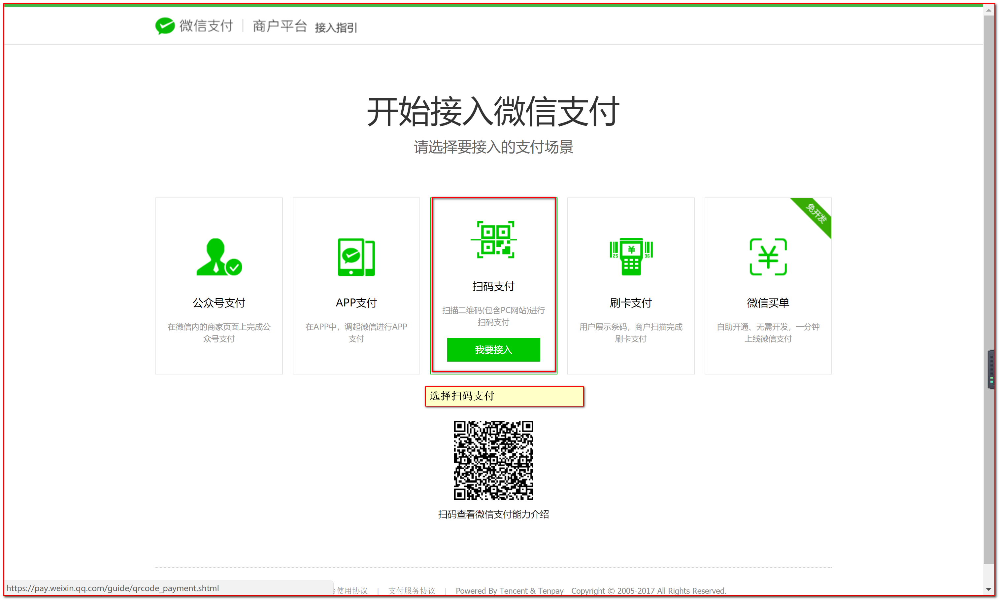 微信支付 商户平台 接入指引
开始接入微信支付
请选择要接入的支付场景
免开发
公众号支付
在微信内的商家页面上完成公
众号支付
APP支付
在APP中，调起微信进行APP
支付
扫码支付
扫描二维码(包含PC网站)进行
扫码支付
我要接入
25 ¥ 36
刷卡支付
用户展示条码，商户扫描完成
刷卡支付
¥
微信买单
自助开通、无需开发，一分钟
上线微信支付
选择扫码支付
扫码查看微信支付能力介绍
https://pay.weixin.qq.com/guide/qrcode_payment.shtml
台使用协议 | 支付服务协议 | Powered By Tencent & Tenpay Copyright © 2005-2017 All Rights Reserved.